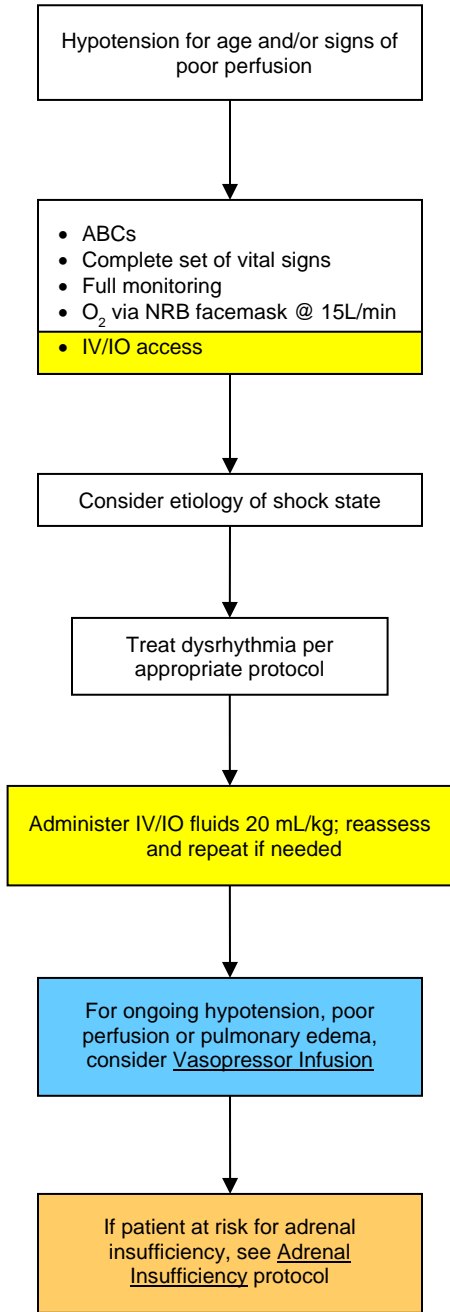 Hypotension for age and/or signs of
poor perfusion
• ABCs
• Complete set of vital signs
• Full monitoring
• O₂ via NRB facemask @ 15L/min
• IV/IO access
Consider etiology of shock state
Treat dysrhythmia per
appropriate protocol
Administer IV/IO fluids 20 mL/kg; reassess
and repeat if needed
For ongoing hypotension, poor
perfusion or pulmonary edema,
consider Vasopressor Infusion
If patient at risk for adrenal
insufficiency, see Adrenal
Insufficiency protocol